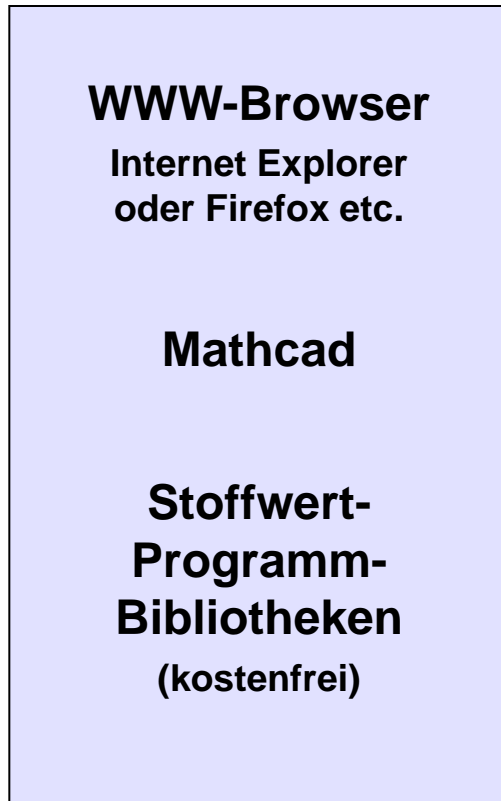 WWW-Browser
Internet Explorer
oder Firefox etc.
Mathcad
Stoffwert-
Programm-
Bibliotheken
(kostenfrei)